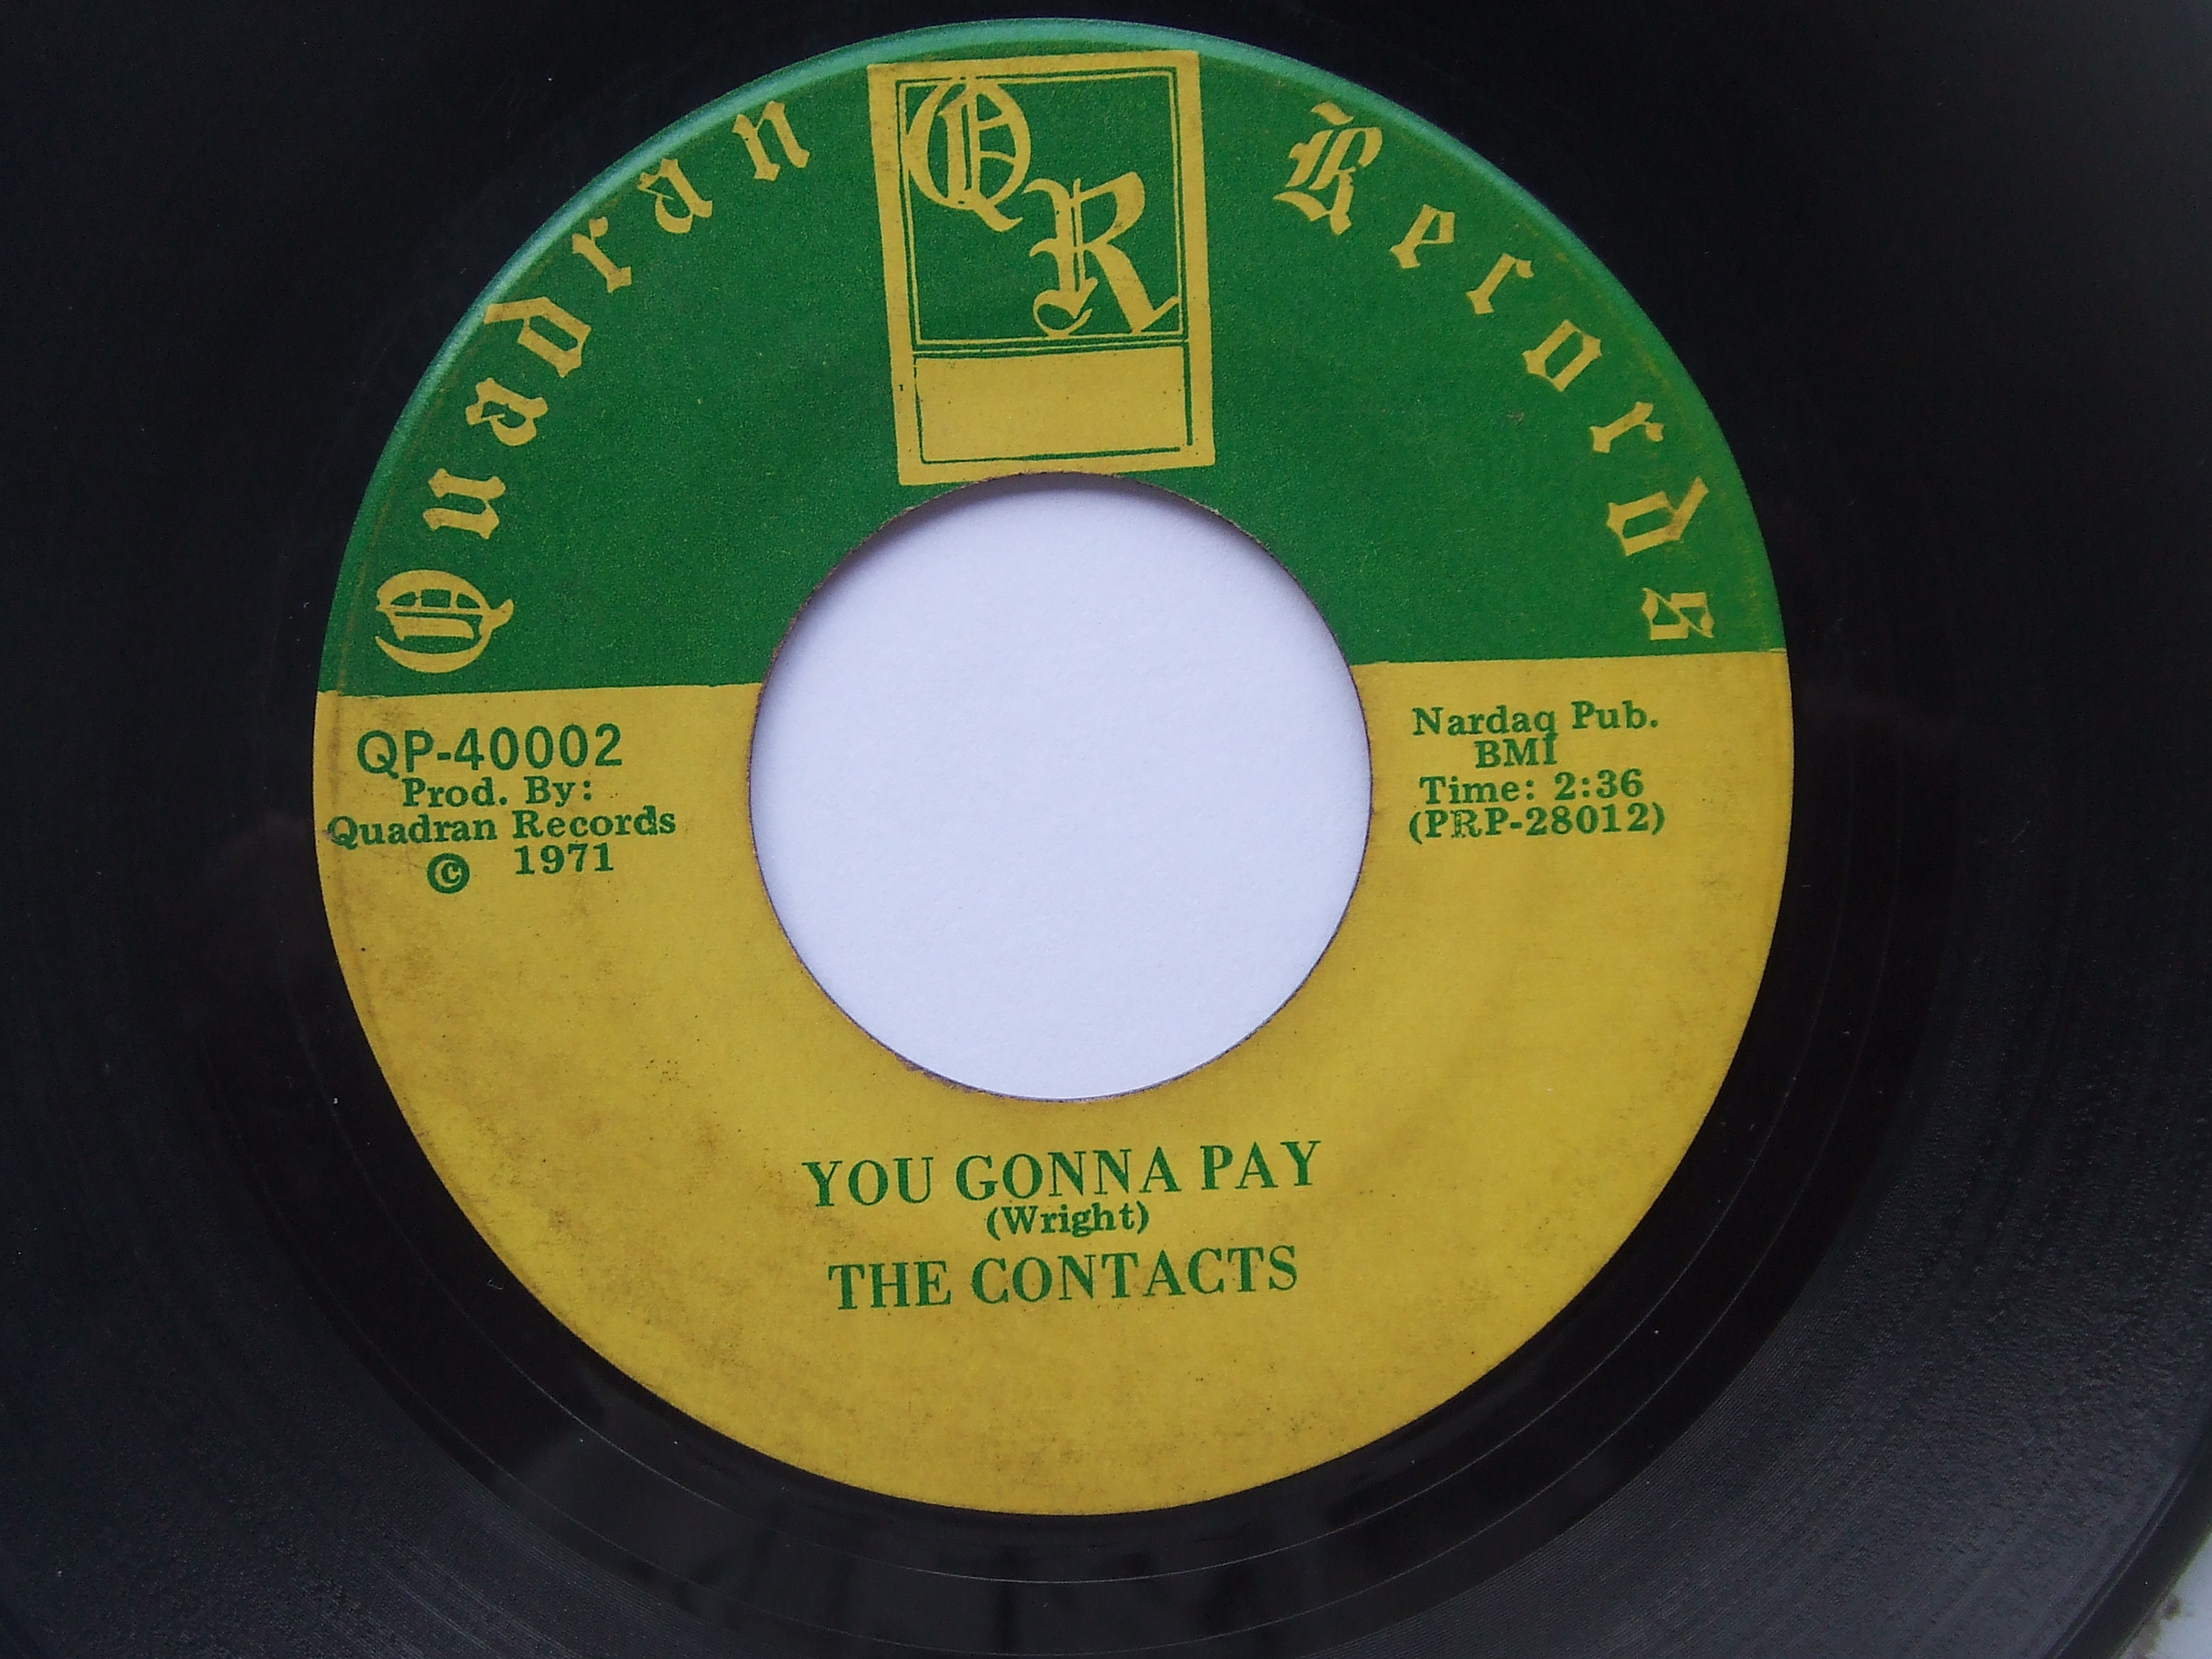 Quadran Records
QR
QP-40002
Prod. By:
Quadran Records
© 1971
Nardaq Pub.
BMI
Time: 2:36
(PRP-28012)
YOU GONNA PAY
(Wright)
THE CONTACTS